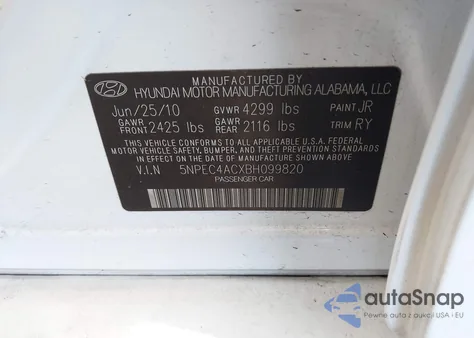 MANUFACTURED BY
HYUNDAI MOTOR MANUFACTURING ALABAMA, LLC
Jun/25/10 GVWR 4299 lbs PAINT JR
GAWR FRONT 2425 lbs GAWR REAR 2116 lbs TRIM RY
THIS VEHICLE CONFORMS TO ALL APPLICABLE U.S.A FEDERAL
MOTOR VEHICLE SAFETY, BUMPER, AND THEFT PREVENTION
STANDARDS IN EFFECT ON THE DATE OF MANUFACTURE SHOWN ABOVE.
V.I.N 5NPEC4ACXBH099820
PASSENGER CAR
autoSnap
Pewne auta z aukcji USA i EU